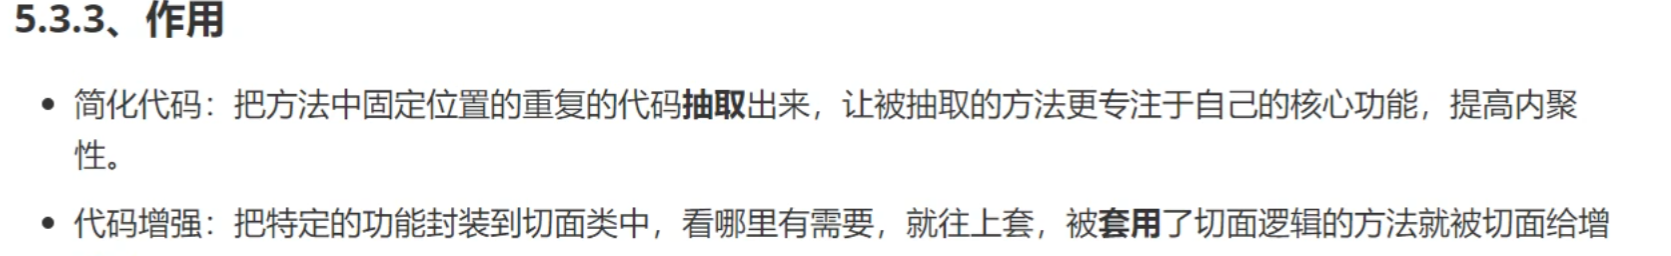 5.3.3、作用
简化代码：把方法中固定位置的重复的代码抽取出来，让被抽取的方法更专注于自己的核心功能，提高内聚
性。
代码增强：把特定的功能封装到切面类中，看哪里有需要，就往上套，被套用了切面逻辑的方法就被切面给增